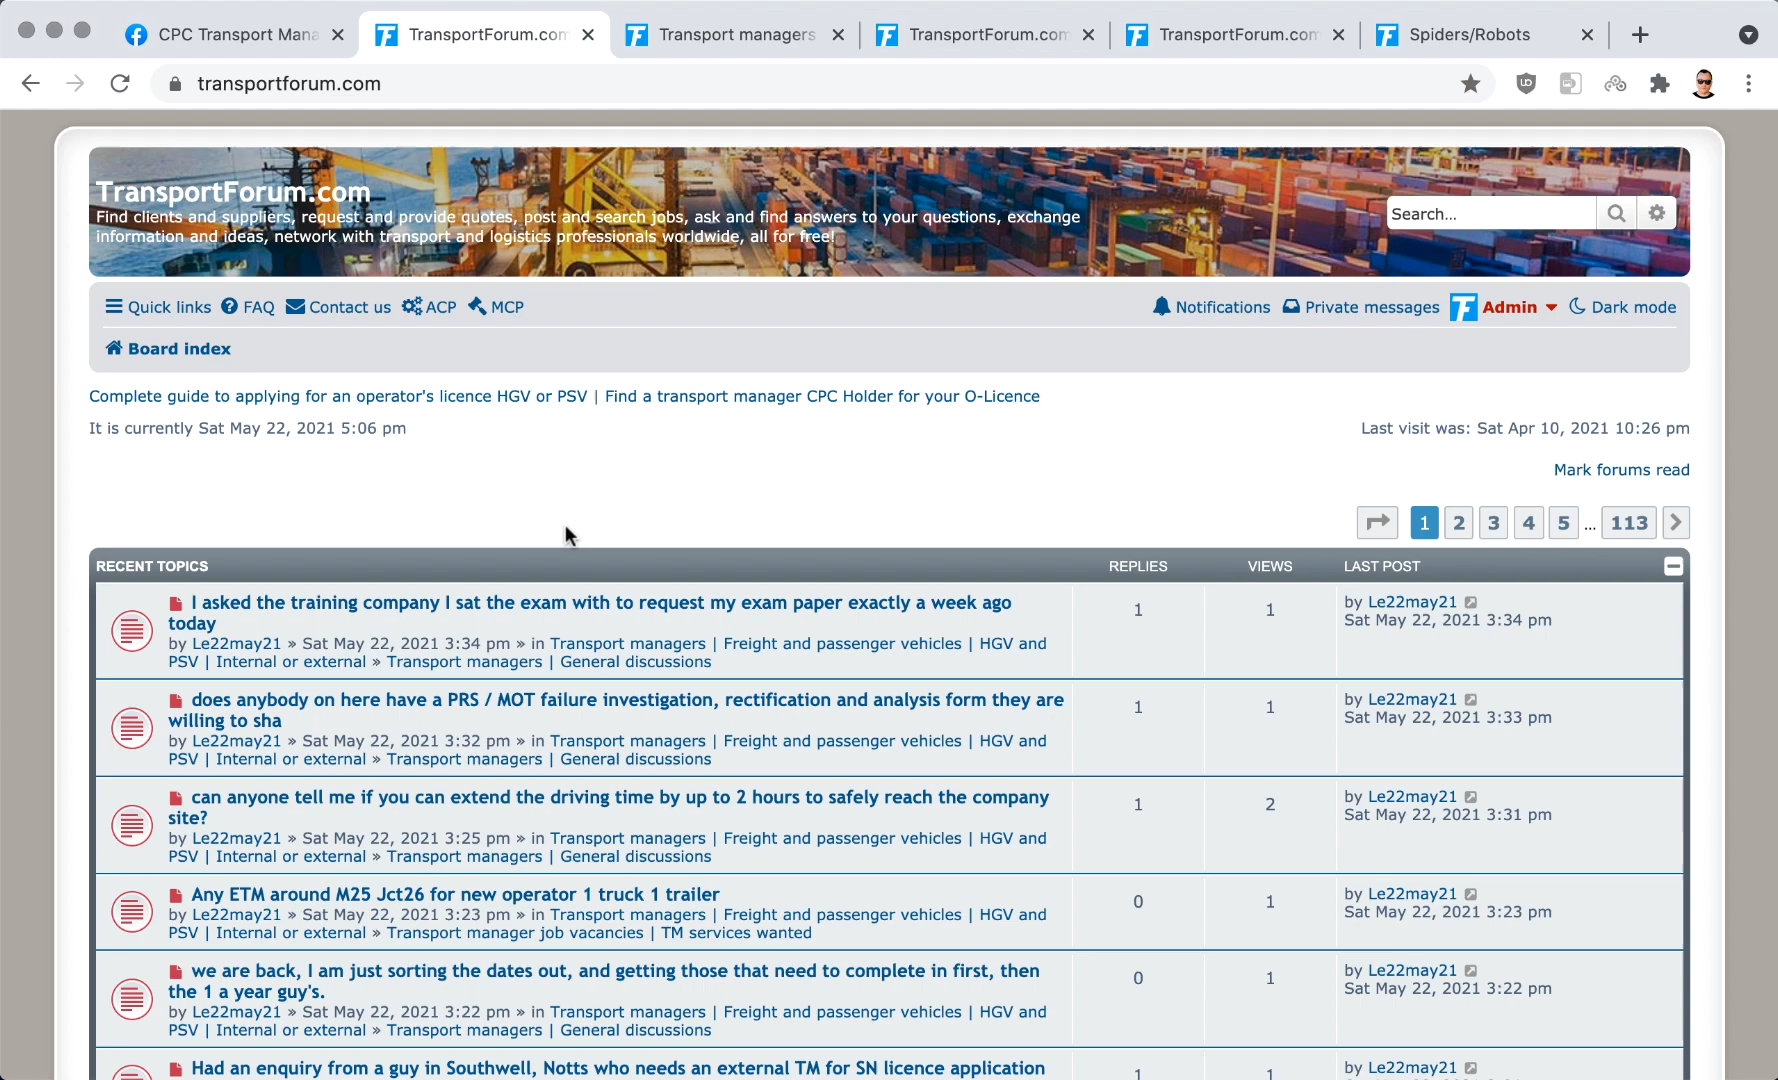 CPC Transport Mana
TransportForum.com
Transport managers
TransportForum.com
TransportForum.com
Spiders/Robots
transportforum.com
TransportForum.com
Find clients and suppliers, request and provide quotes, post and search jobs, ask and find answers to your questions, exchange
information and ideas, network with transport and logistics professionals worldwide, all for free!
Search...
Quick links FAQ Contact us ACP MCP
Notifications Private messages Admin Dark mode
Board index
Complete guide to applying for an operator's licence HGV or PSV | Find a transport manager CPC Holder for your O-Licence
It is currently Sat May 22, 2021 5:06 pm
Last visit was: Sat Apr 10, 2021 10:26 pm
Mark forums read
1 2 3 4 5 ... 113
RECENT TOPICS REPLIES VIEWS LAST POST
I asked the training company I sat the exam with to request my exam paper exactly a week ago
today
by Le22may21 » Sat May 22, 2021 3:34 pm » in Transport managers | Freight and passenger vehicles | HGV and
PSV | Internal or external » Transport managers | General discussions
1
1
by Le22may21
Sat May 22, 2021 3:34 pm
does anybody on here have a PRS / MOT failure investigation, rectification and analysis form they are
willing to sha
by Le22may21 » Sat May 22, 2021 3:32 pm » in Transport managers | Freight and passenger vehicles | HGV and
PSV | Internal or external » Transport managers | General discussions
1
1
by Le22may21
Sat May 22, 2021 3:33 pm
can anyone tell me if you can extend the driving time by up to 2 hours to safely reach the company
site?
by Le22may21 » Sat May 22, 2021 3:25 pm » in Transport managers | Freight and passenger vehicles | HGV and
PSV | Internal or external » Transport managers | General discussions
1
2
by Le22may21
Sat May 22, 2021 3:31 pm
Any ETM around M25 Jct26 for new operator 1 truck 1 trailer
by Le22may21 » Sat May 22, 2021 3:23 pm » in Transport managers | Freight and passenger vehicles | HGV and
PSV | Internal or external » Transport manager job vacancies | TM services wanted
0
1
by Le22may21
Sat May 22, 2021 3:23 pm
we are back, I am just sorting the dates out, and getting those that need to complete in first, then
the 1 a year guy's.
by Le22may21 » Sat May 22, 2021 3:22 pm » in Transport managers | Freight and passenger vehicles | HGV and
PSV | Internal or external » Transport managers | General discussions
0
1
by Le22may21
Sat May 22, 2021 3:22 pm
Had an enquiry from a guy in Southwell, Notts who needs an external TM for SN licence application
1
1
by Le22may21